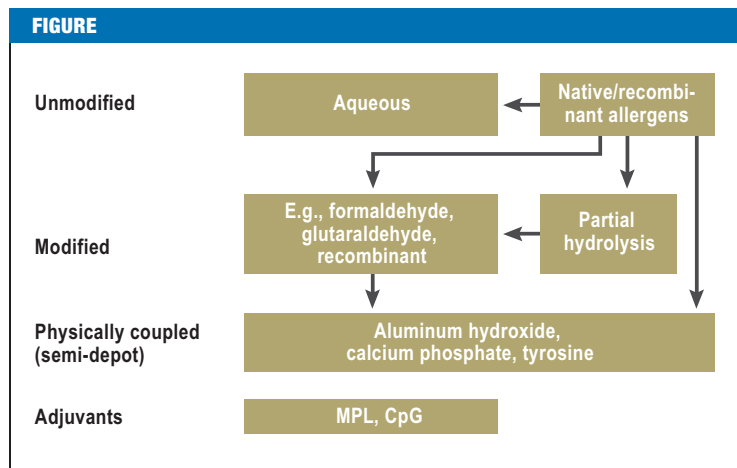 FIGURE
Unmodified
Aqueous
Native/recombi-
nant allergens
Modified
E.g., formaldehyde,
glutaraldehyde,
recombinant
Partial
hydrolysis
Physically coupled
(semi-depot)
Aluminum hydroxide,
calcium phosphate, tyrosine
Adjuvants
MPL, CpG